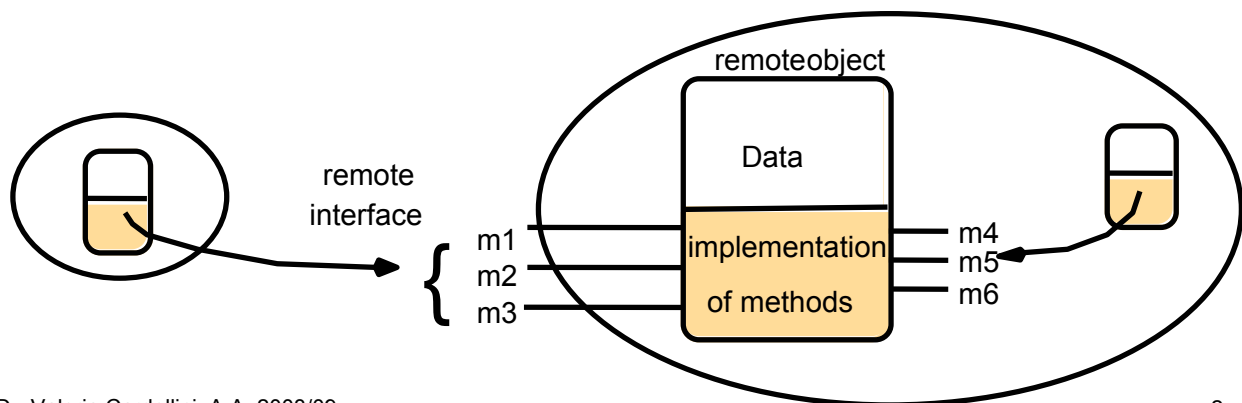 remoteobject
Data
remote
interface
{
m1
m2
m3
implementation
of methods
m4
m5
m6